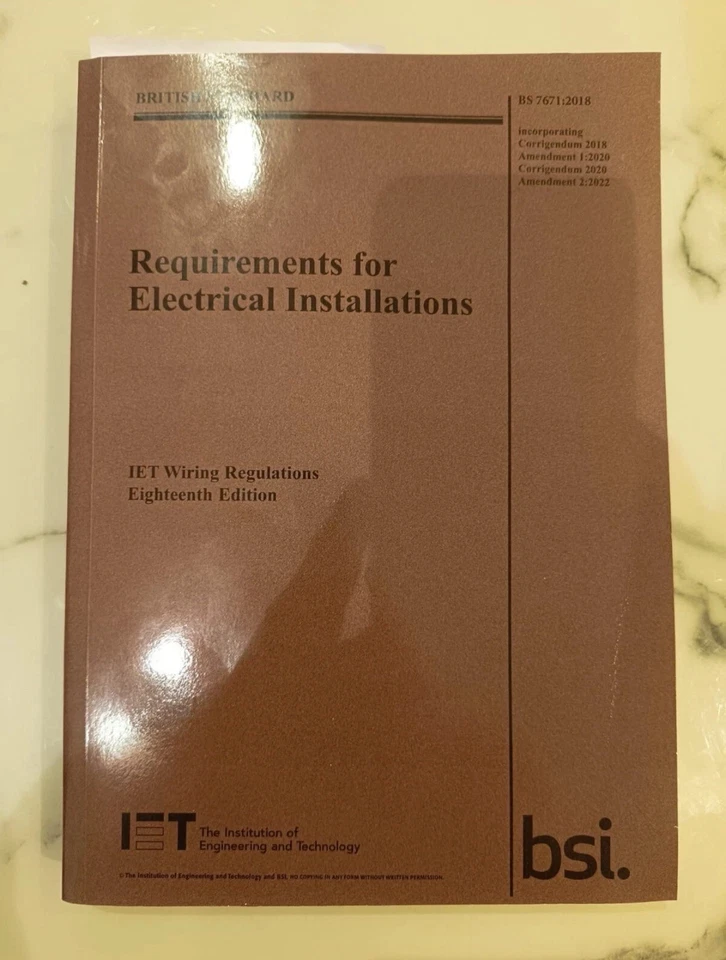 BRITISH STANDARD
BS 7671:2018
incorporating
Corrigendum 2018
Amendment 1:2020
Corrigendum 2020
Amendment 2:2022
Requirements for
Electrical Installations
IET Wiring Regulations
Eighteenth Edition
IET The Institution of
Engineering and Technology
bsi.
© The Institution of Engineering and Technology and BSI. NO COPYING IN ANY FORM WITHOUT WRITTEN PERMISSION.